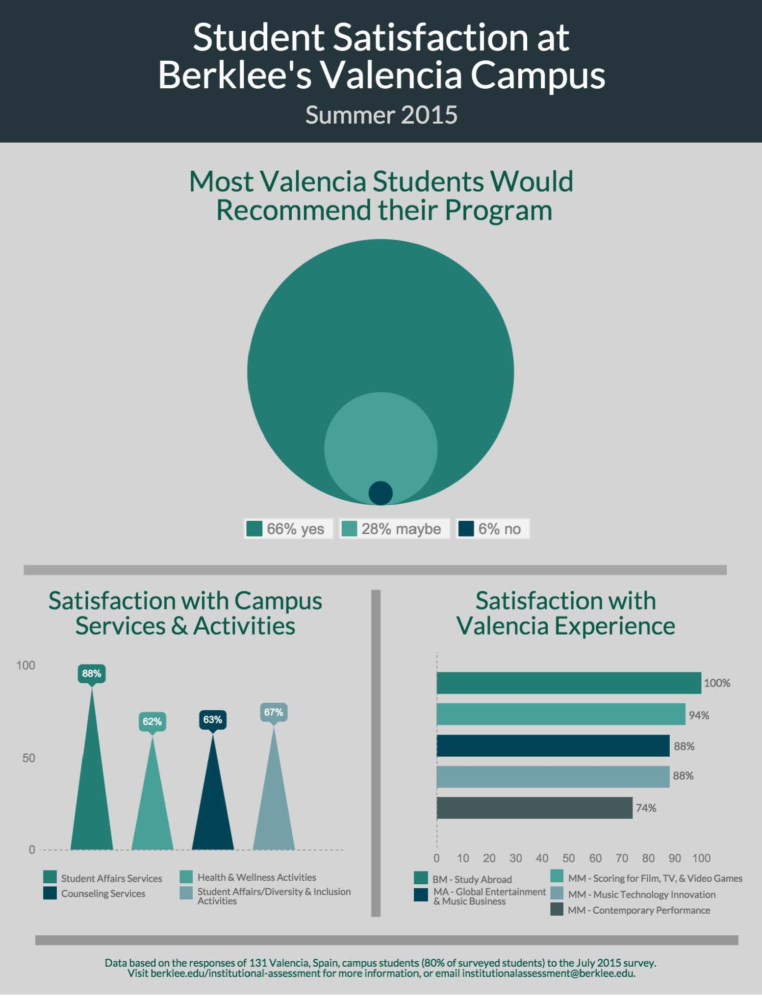 Student Satisfaction at
Berklee's Valencia Campus
Summer 2015
Most Valencia Students Would
Recommend their Program
66% yes
28% maybe
6% no
Satisfaction with Campus
Services & Activities
100
50
0
88%
62%
63%
67%
Student Affairs Services
Health & Wellness Activities
Counseling Services
Student Affairs/Diversity & Inclusion
Activities
Satisfaction with
Valencia Experience
100%
94%
88%
88%
74%
0 10 20 30 40 50 60 70 80 90 100
BM - Study Abroad
MM - Scoring for Film, TV, & Video Games
MA - Global Entertainment
& Music Business
MM - Music Technology Innovation
MM - Contemporary Performance
Data based on the responses of 131 Valencia, Spain, campus students (80% of surveyed students) to the July 2015 survey.
Visit berklee.edu/institutional-assessment for more information, or email institutionalassessment@berklee.edu.